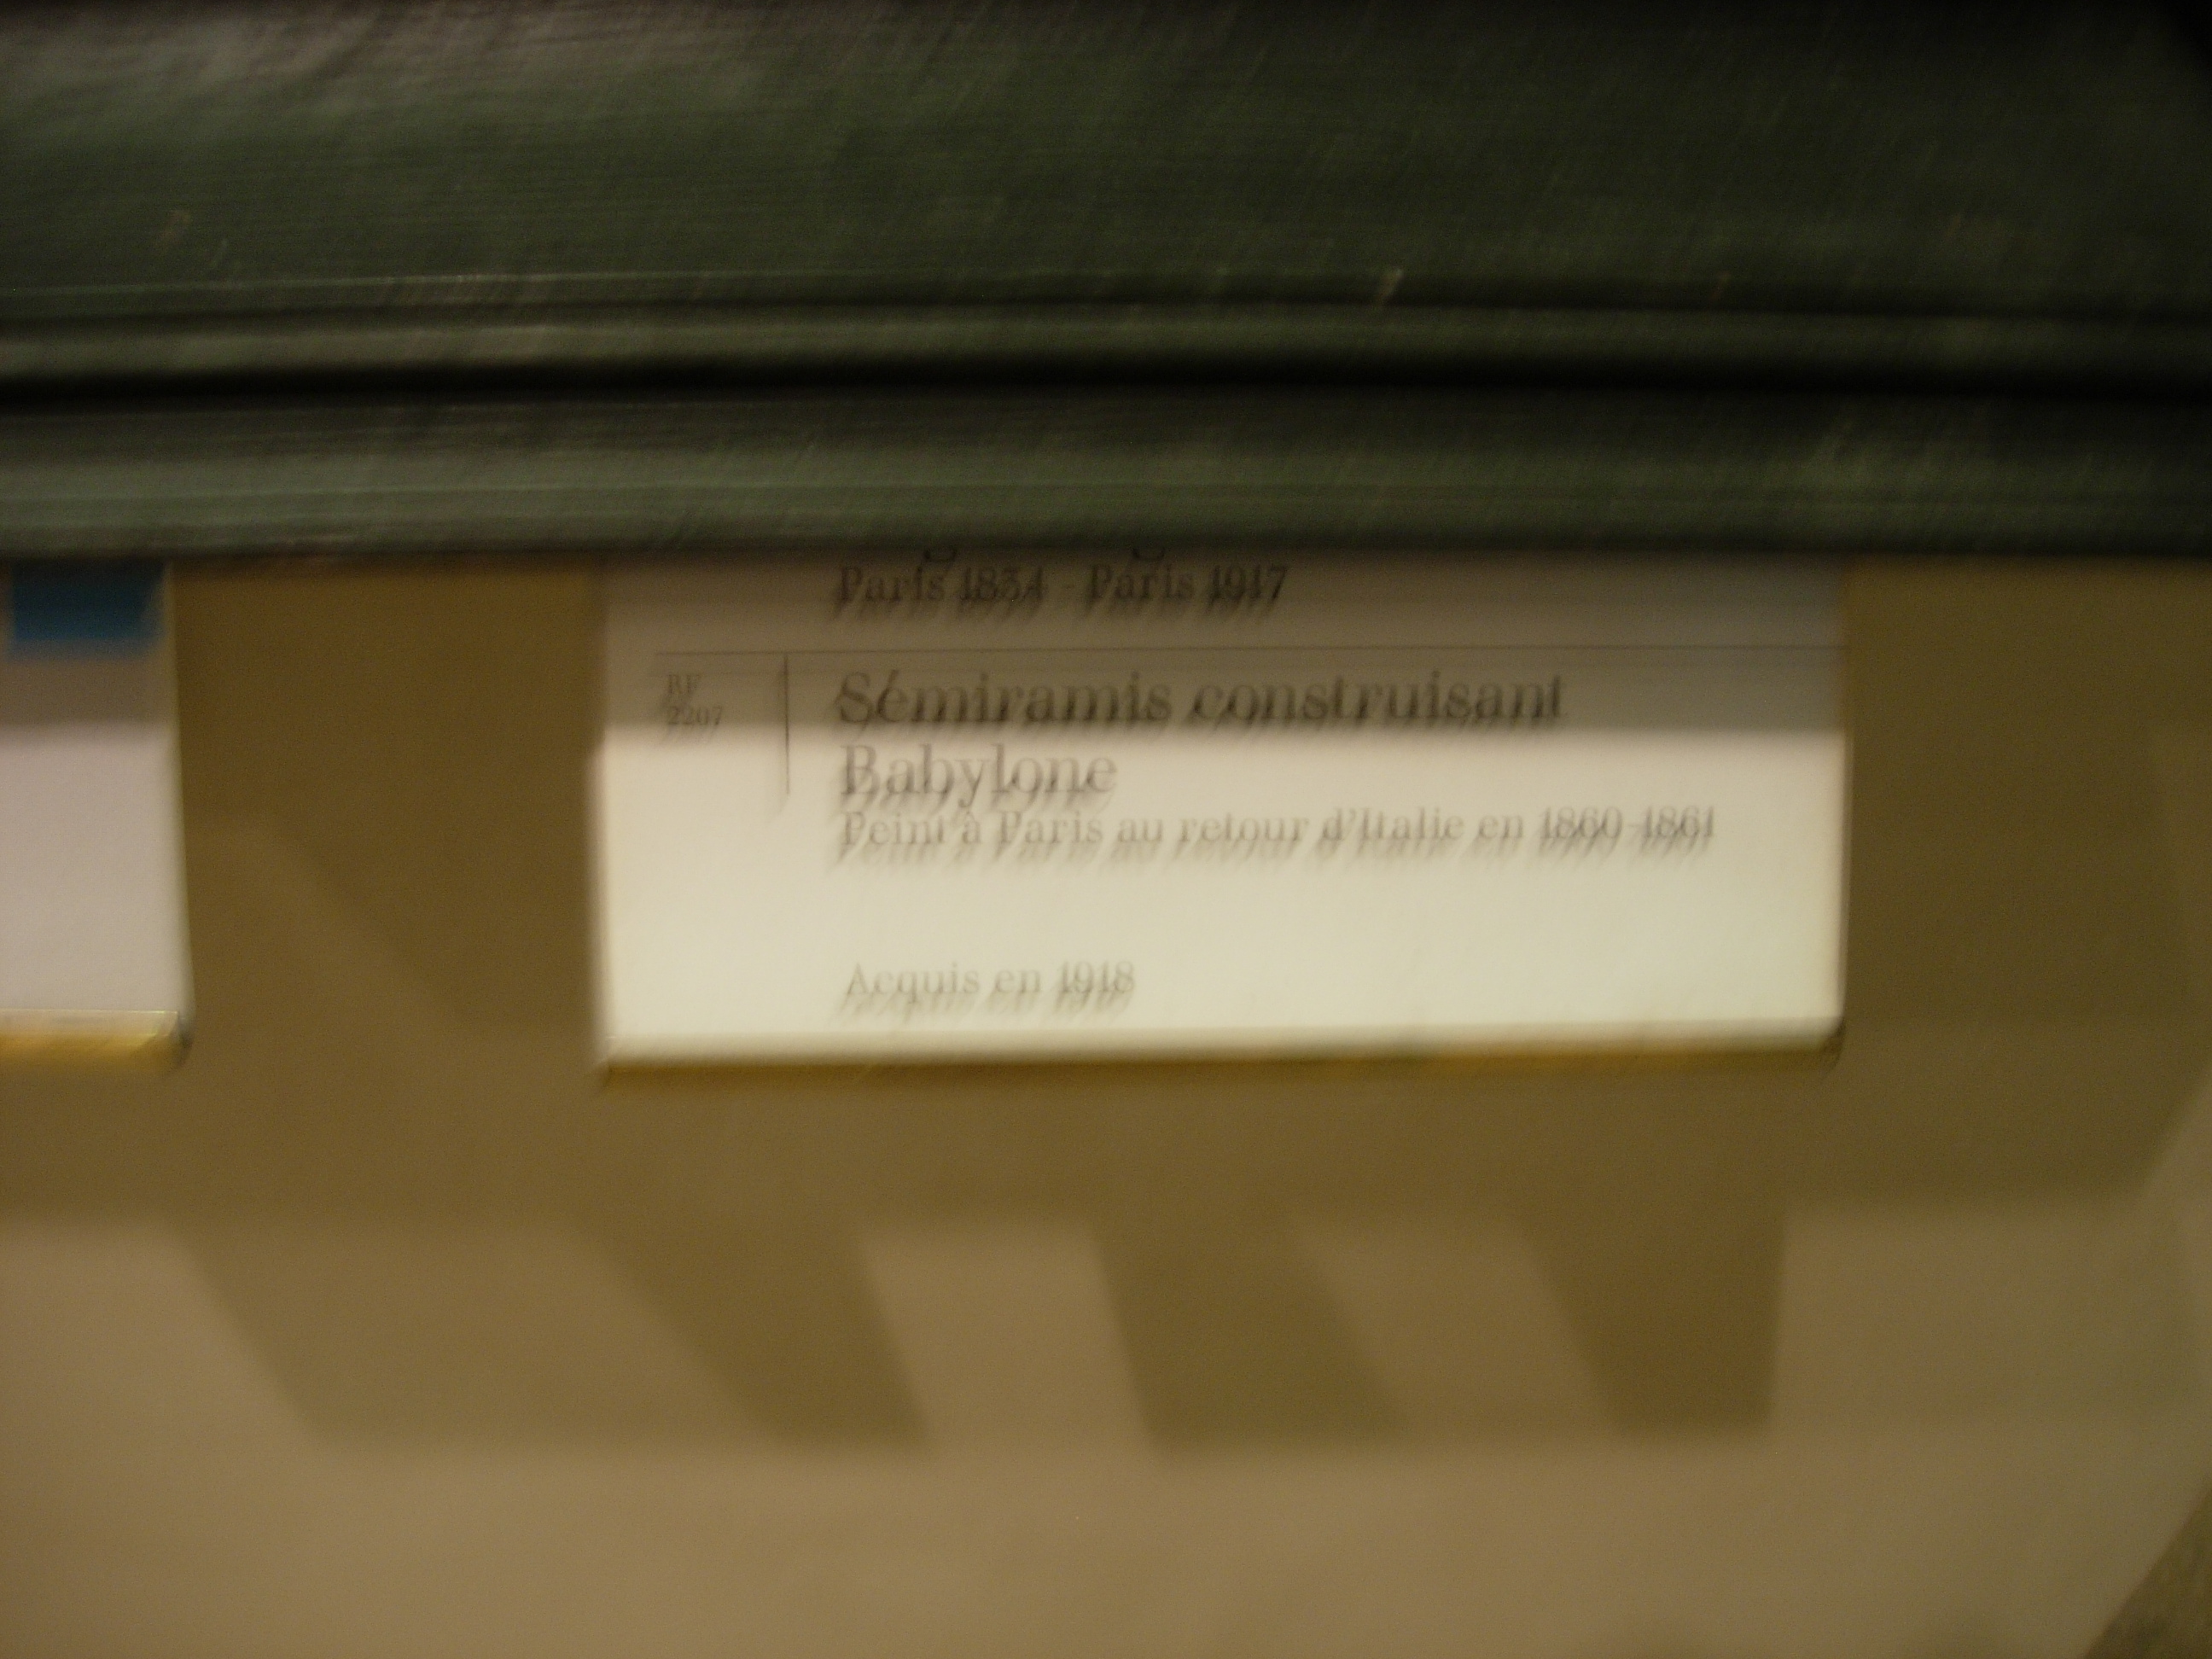 Paris 1834 - Paris 1917
RF
2207
Sémiramis construisant
Babylone
Peint à Paris au retour d'Italie en 1860-1861
Acquis en 1918